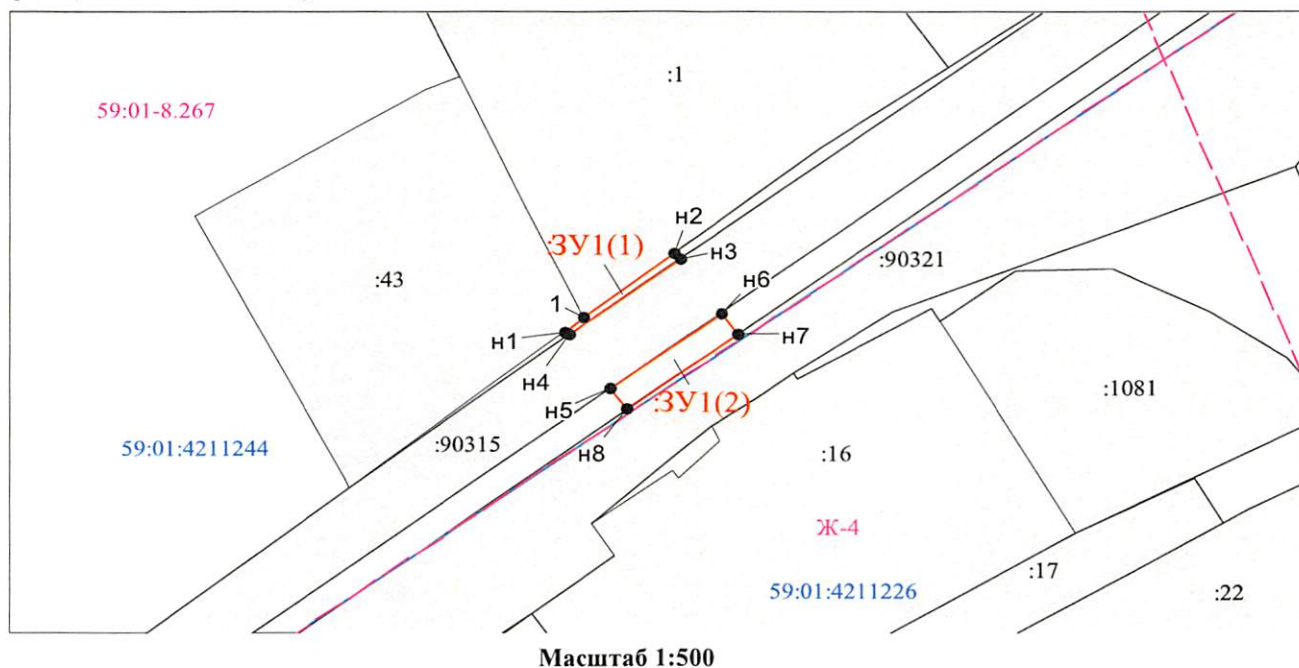 :1
59:01-8.267
н2
:ЗУ1(1)
н3
:90321
:43
н6
1
н1
н7
н4
:1081
н5
:ЗУ1(2)
59:01:4211244
:90315
н8
:16
Ж-4
:17
59:01:4211226
:22
Масштаб 1:500